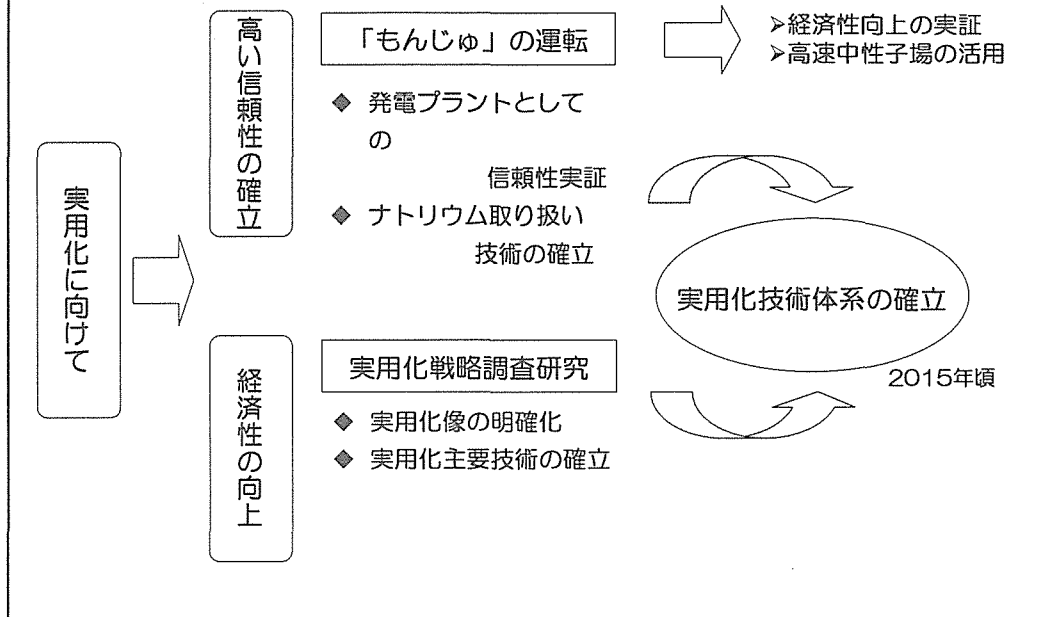 実用化に向けて
高い信頼性の確立
「もんじゅ」の運転
➢経済性向上の実証
➢高速中性子場の活用
◆ 発電プラントとして
の
信頼性実証
◆ ナトリウム取り扱い
技術の確立
実用化技術体系の確立
2015年頃
経済性の向上
実用化戦略調査研究
◆ 実用化像の明確化
◆ 実用化主要技術の確立